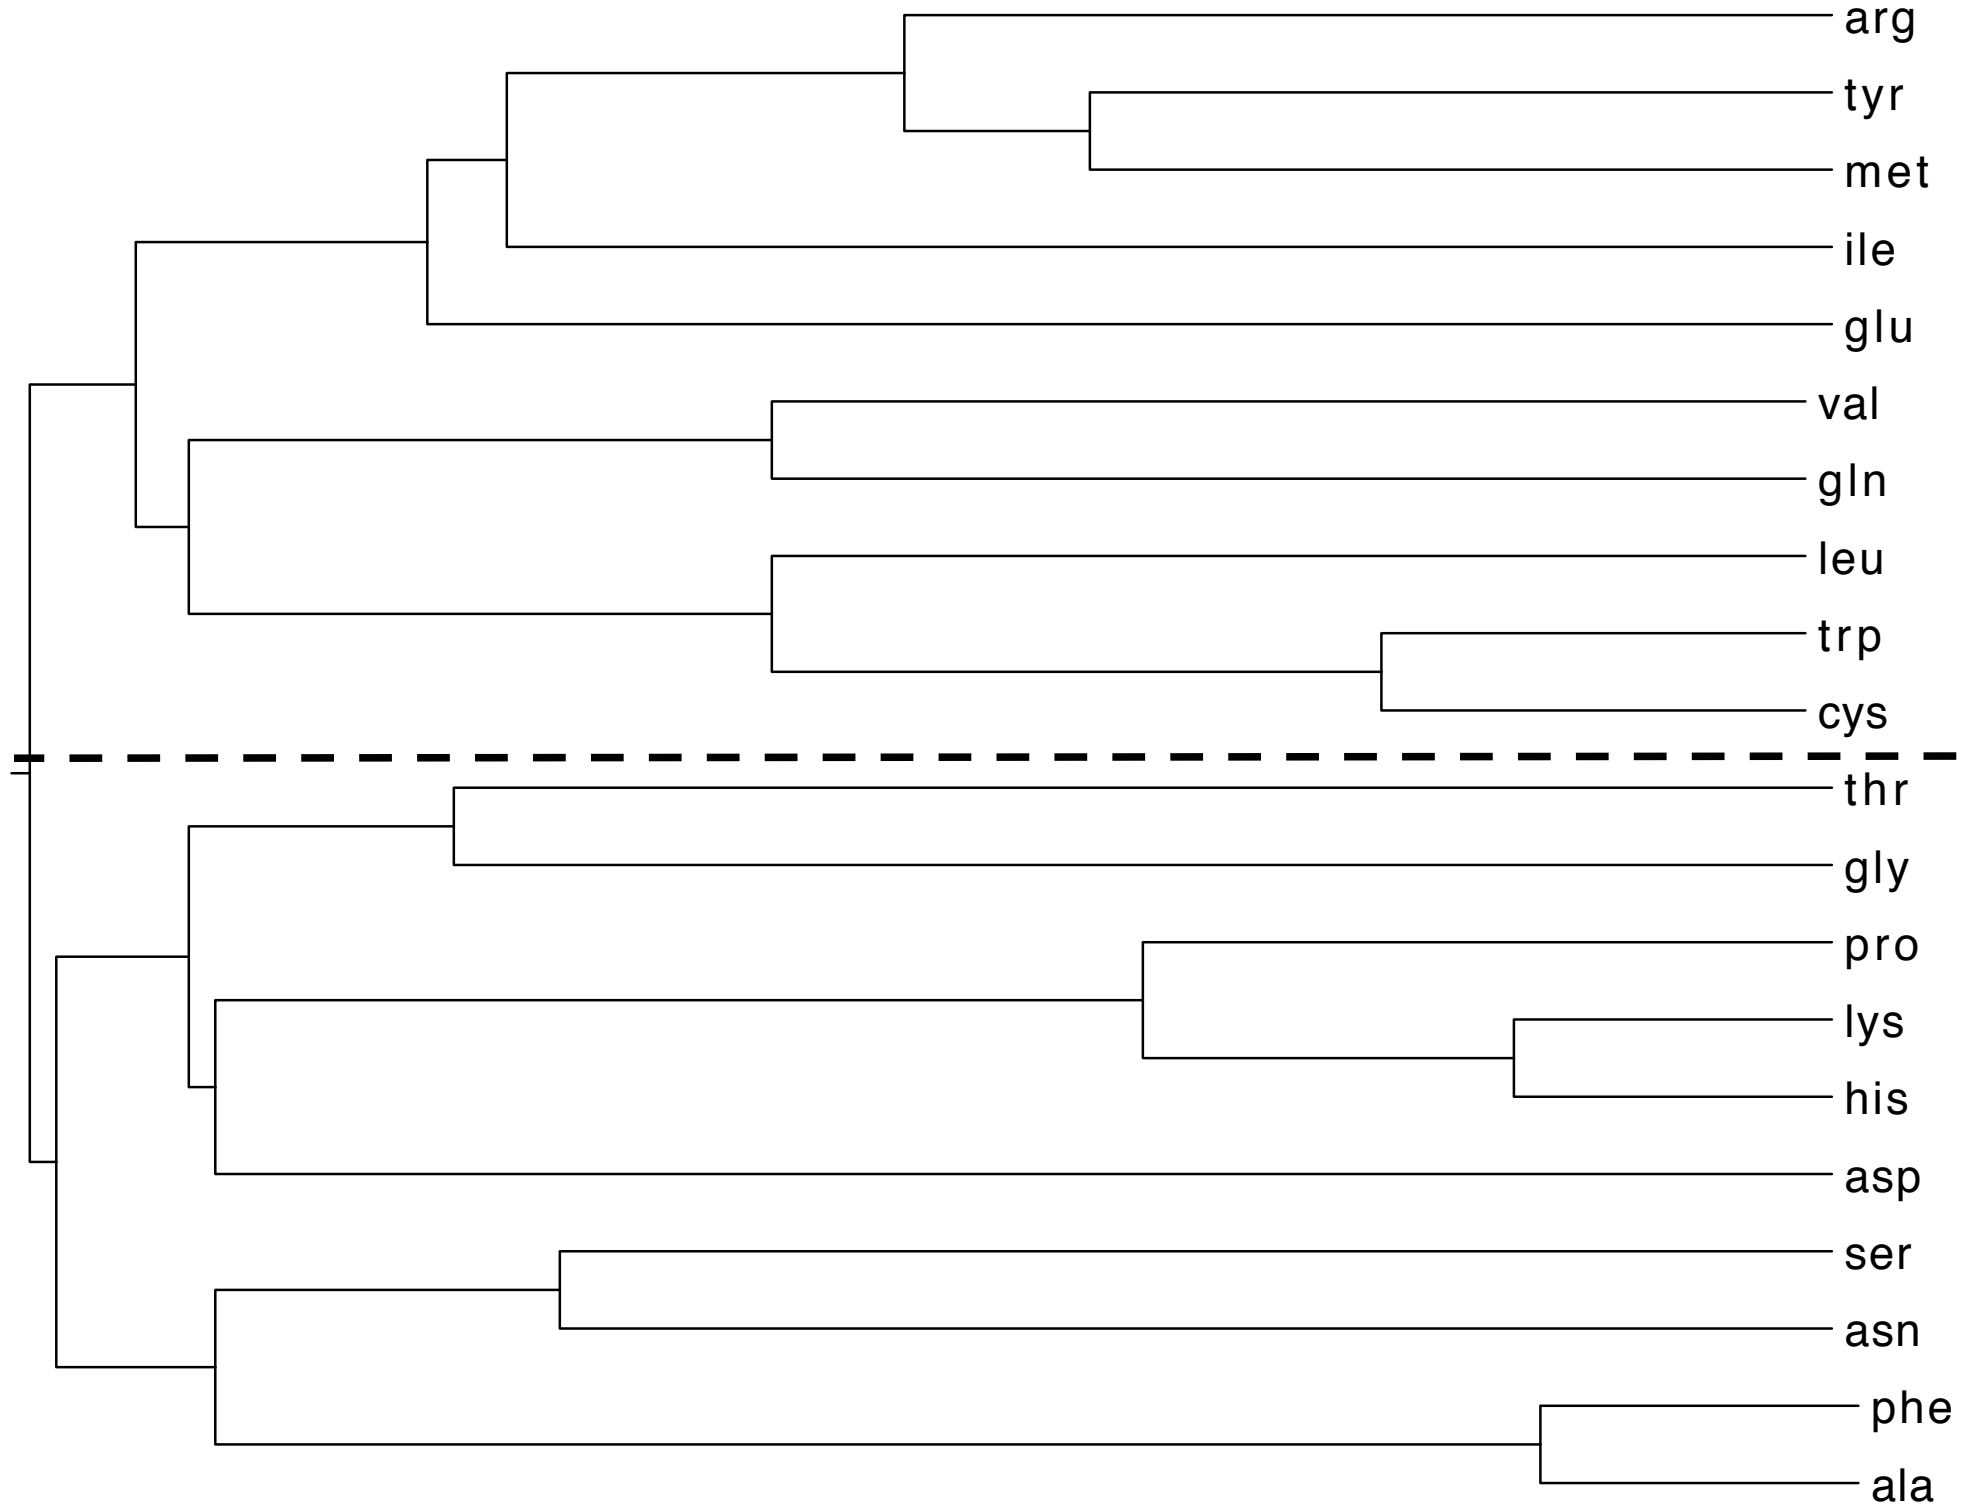 arg
tyr
met
ile
glu
val
gln
leu
trp
cys
thr
gly
pro
lys
his
asp
ser
asn
phe
ala